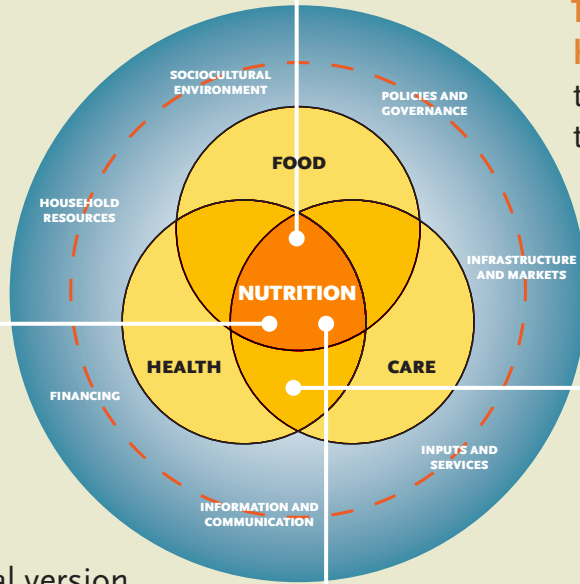 SOCIOCULTURAL
ENVIRONMENT
POLICIES AND
GOVERNANCE
FOOD
HOUSEHOLD
RESOURCES
INFRASTRUCTURE
AND MARKETS
NUTRITION
HEALTH
CARE
FINANCING
INPUTS AND
SERVICES
INFORMATION AND
COMMUNICATION
version